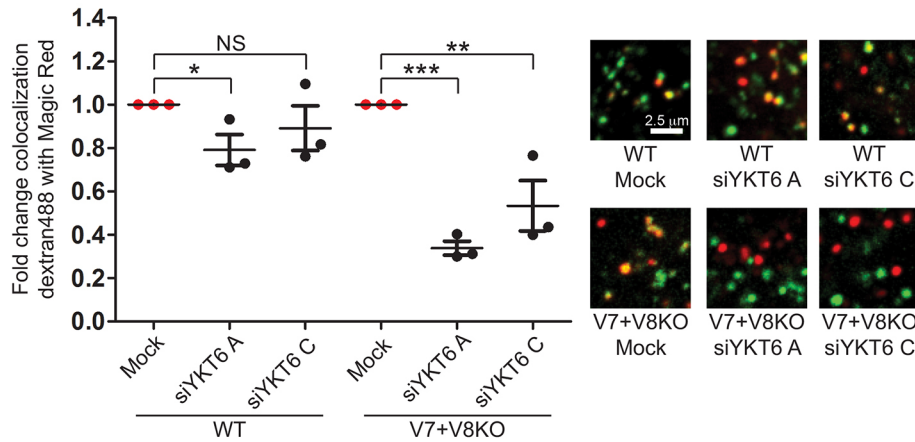 Fold change colocalization
dextran488 with Magic Red
1.4
1.2
1.0
0.8
0.6
0.4
0.2
0.0
NS
*
**
***
Mock
siYKT6 A
siYKT6 C
Mock
siYKT6 A
siYKT6 C
WT
V7+V8KO
2.5 µm
WT
Mock
WT
siYKT6 A
WT
siYKT6 C
V7+V8KO
Mock
V7+V8KO
siYKT6 A
V7+V8KO
siYKT6 C